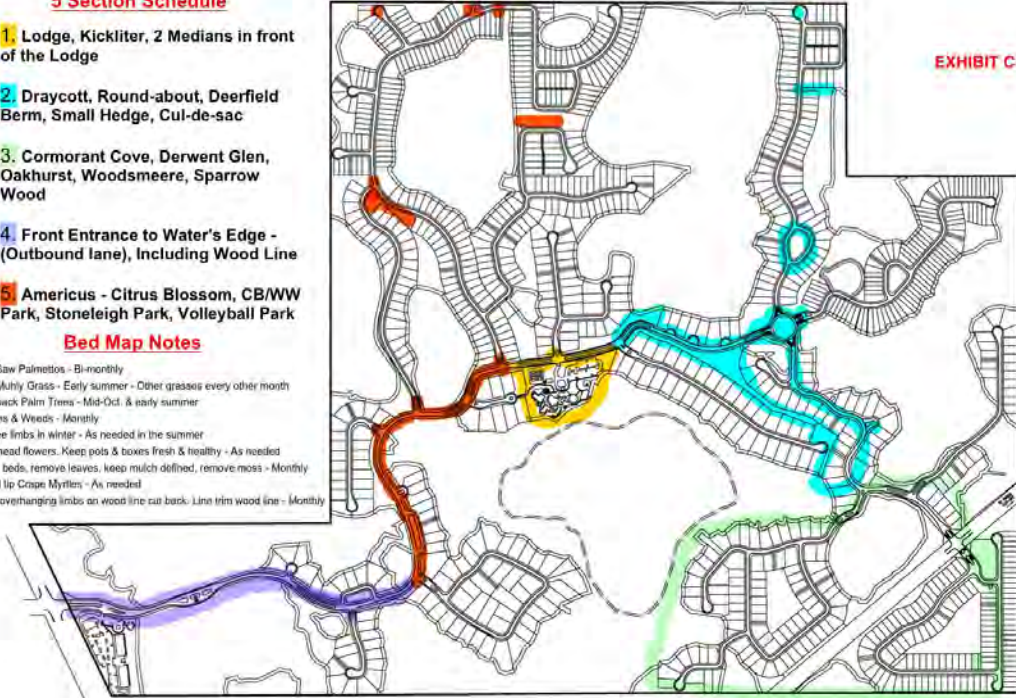 5 Section Schedule
1. Lodge, Kickliter, 2 Medians in front
of the Lodge
2. Draycott, Round-about, Deerfield
Berm, Small Hedge, Cul-de-sac
3. Cormorant Cove, Derwent Glen,
Oakhurst, Woodsmeere, Sparrow
Wood
4. Front Entrance to Water's Edge -
(Outbound lane), Including Wood Line
5. Americus - Citrus Blossom, CB/WW
Park, Stoneleigh Park, Volleyball Park
Bed Map Notes
Saw Palmettos - Bi-monthly
Muhly Grass - Early summer - Other grasses every other month
back Palm Trees - Mid-Oct. & early summer
& Weeds - Monthly
limbs in winter - As needed in the summer
head flowers. Keep pots & boxes fresh & healthy - As needed
beds, remove leaves, keep mulch defined, remove moss - Monthly
up Crape Myrtles - As needed
overhanging limbs on wood line cut back. Line trim wood line - Monthly
EXHIBIT C